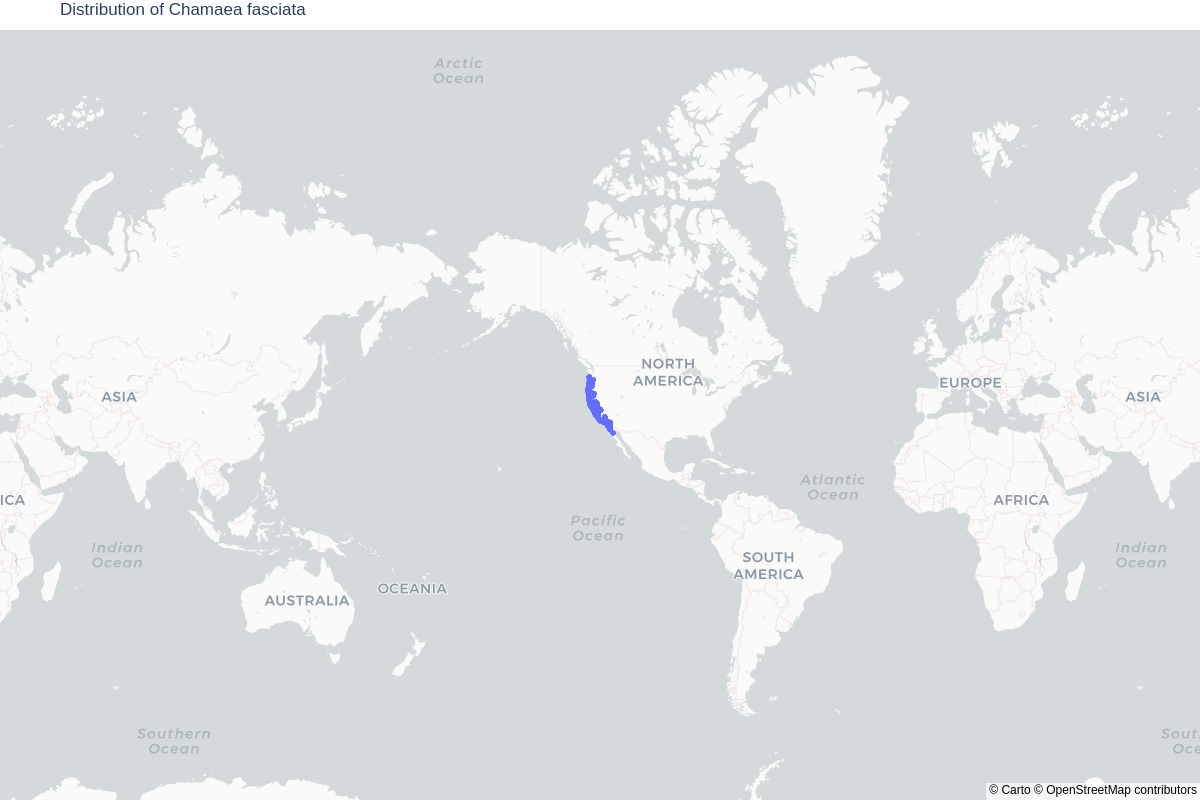 Distribution of Chamaea fasciata
Arctic
Ocean
NORTH
AMERICA
ASIA
EUROPE
ASIA
Atlantic
Ocean
ICA
AFRICA
Pacific
Ocean
Indian
Ocean
Indian
Ocean
SOUTH
AMERICA
OCEANIA
AUSTRALIA
Southern
Ocean
Sout
Oce
© Carto © OpenStreetMap contributors